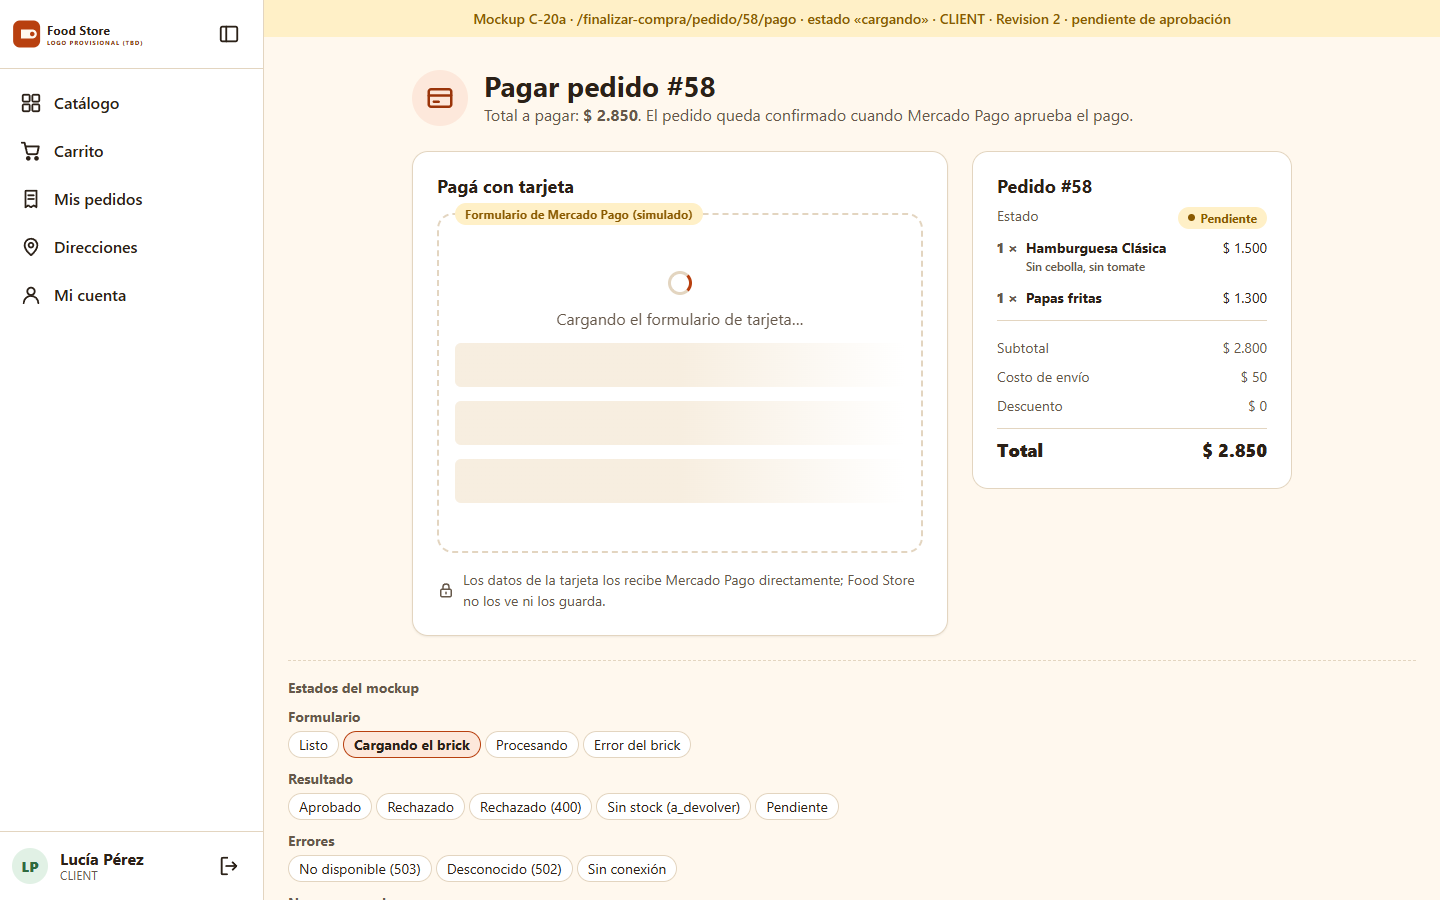 Mockup C-20a · /finalizar-compra/pedido/58/pago · estado «cargando» · CLIENT · Revision 2 · pendiente de aprobación
Food Store
LOGO PROVISIONAL (TBD)
Catálogo
Carrito
Mis pedidos
Direcciones
Mi cuenta
LP
Lucía Pérez
CLIENT
Pagar pedido #58
Total a pagar: $ 2.850. El pedido queda confirmado cuando Mercado Pago aprueba el pago.
Pagá con tarjeta
Formulario de Mercado Pago (simulado)
Cargando el formulario de tarjeta...
Los datos de la tarjeta los recibe Mercado Pago directamente; Food Store
no los ve ni los guarda.
Pedido #58
Estado
Pendiente
1 × Hamburguesa Clásica $ 1.500
Sin cebolla, sin tomate
1 × Papas fritas $ 1.300
Subtotal $ 2.800
Costo de envío $ 50
Descuento $ 0
Total $ 2.850
Estados del mockup
Formulario
Listo Cargando el brick Procesando Error del brick
Resultado
Aprobado Rechazado Rechazado (400) Sin stock (a_devolver) Pendiente
Errores
No disponible (503) Desconocido (502) Sin conexión